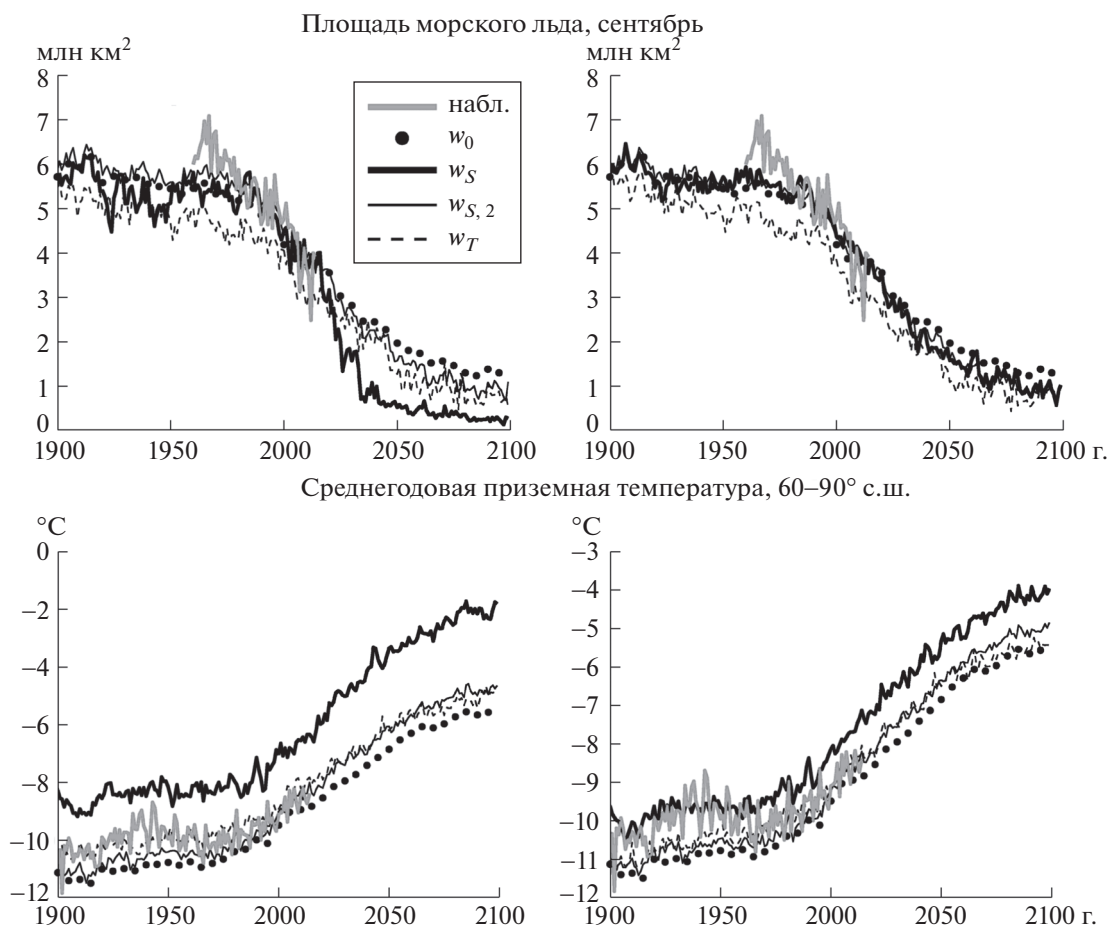 Площадь морского льда, сентябрь
млн км²
млн км²
8
7
6
5
4
3
2
1
0
1900 1950 2000 2050 2100
набл.
w₀
w_S
w_{S, 2}
w_T
8
7
6
5
4
3
2
1
0
1900 1950 2000 2050 2100 г.
Среднегодовая приземная температура, 60–90° с.ш.
°C
0
–2
–4
–6
–8
–10
–12
1900 1950 2000 2050 2100
°C
–3
–4
–5
–6
–7
–8
–9
–10
–11
–12
1900 1950 2000 2050 2100 г.